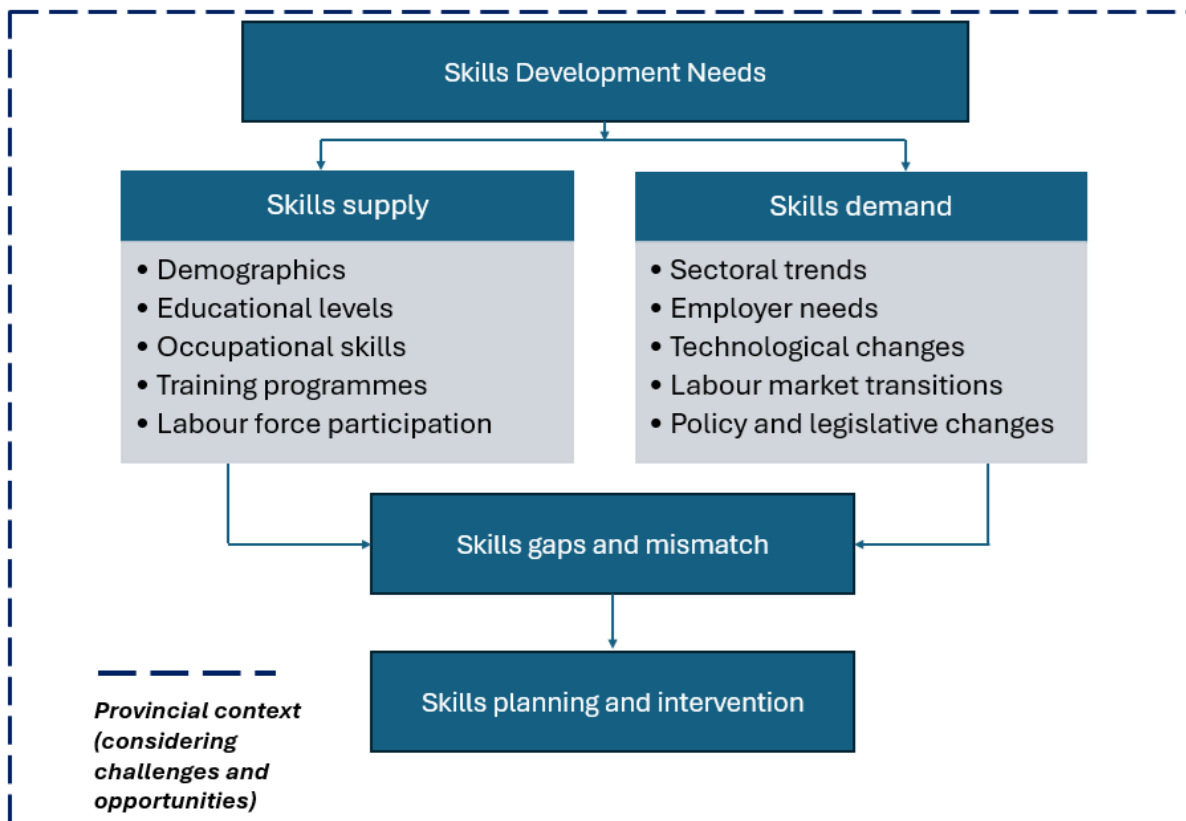 Skills Development Needs
Skills supply
• Demographics
• Educational levels
• Occupational skills
• Training programmes
• Labour force participation
Skills demand
• Sectoral trends
• Employer needs
• Technological changes
• Labour market transitions
• Policy and legislative changes
Skills gaps and mismatch
Skills planning and intervention
Provincial context
(considering
challenges and
opportunities)